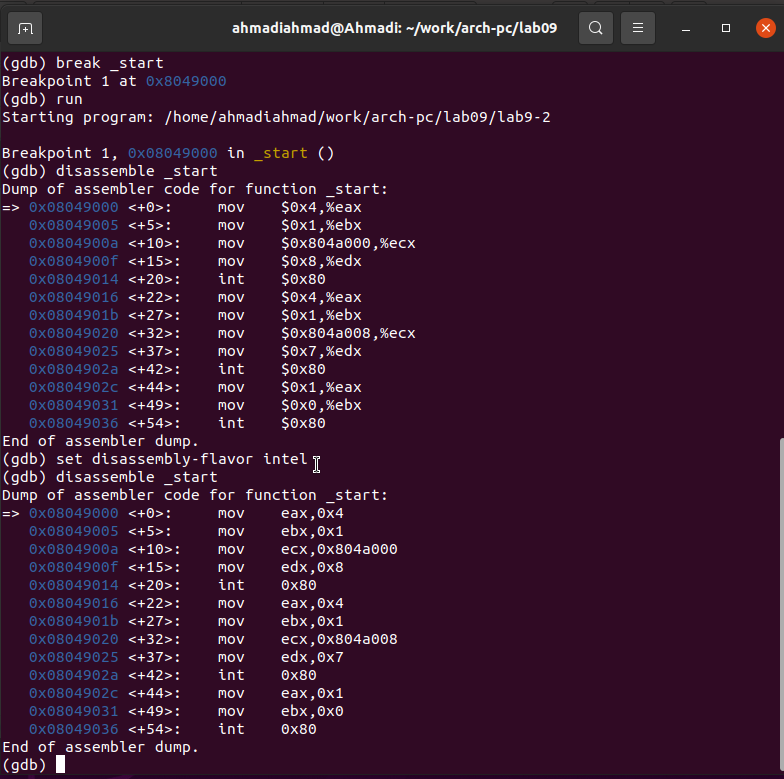 ahmadiahmad@Ahmadi: ~/work/arch-pc/lab09
(gdb) break _start
Breakpoint 1 at 0x8049000
(gdb) run
Starting program: /home/ahmadiahmad/work/arch-pc/lab09/lab9-2

Breakpoint 1, 0x08049000 in _start ()
(gdb) disassemble _start
Dump of assembler code for function _start:
=> 0x08049000 <+0>:     mov    $0x4,%eax
   0x08049005 <+5>:     mov    $0x1,%ebx
   0x0804900a <+10>:    mov    $0x804a000,%ecx
   0x0804900f <+15>:    mov    $0x8,%edx
   0x08049014 <+20>:    int    $0x80
   0x08049016 <+22>:    mov    $0x4,%eax
   0x0804901b <+27>:    mov    $0x1,%ebx
   0x08049020 <+32>:    mov    $0x804a008,%ecx
   0x08049025 <+37>:    mov    $0x7,%edx
   0x0804902a <+42>:    int    $0x80
   0x0804902c <+44>:    mov    $0x1,%eax
   0x08049031 <+49>:    mov    $0x0,%ebx
   0x08049036 <+54>:    int    $0x80
End of assembler dump.
(gdb) set disassembly-flavor intel
(gdb) disassemble _start
Dump of assembler code for function _start:
=> 0x08049000 <+0>:     mov    eax,0x4
   0x08049005 <+5>:     mov    ebx,0x1
   0x0804900a <+10>:    mov    ecx,0x804a000
   0x0804900f <+15>:    mov    edx,0x8
   0x08049014 <+20>:    int    0x80
   0x08049016 <+22>:    mov    eax,0x4
   0x0804901b <+27>:    mov    ebx,0x1
   0x08049020 <+32>:    mov    ecx,0x804a008
   0x08049025 <+37>:    mov    edx,0x7
   0x0804902a <+42>:    int    0x80
   0x0804902c <+44>:    mov    eax,0x1
   0x08049031 <+49>:    mov    ebx,0x0
   0x08049036 <+54>:    int    0x80
End of assembler dump.
(gdb)